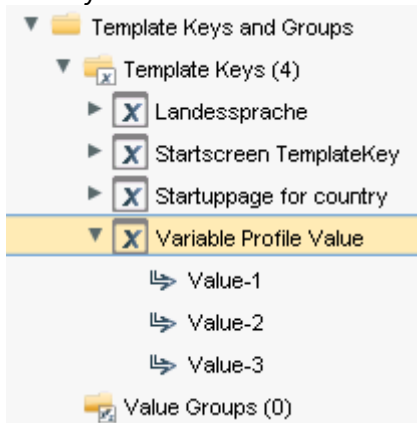 Template Keys and Groups
Template Keys (4)
Landessprache
Startscreen TemplateKey
Startuppage for country
Variable Profile Value
Value-1
Value-2
Value-3
Value Groups (0)